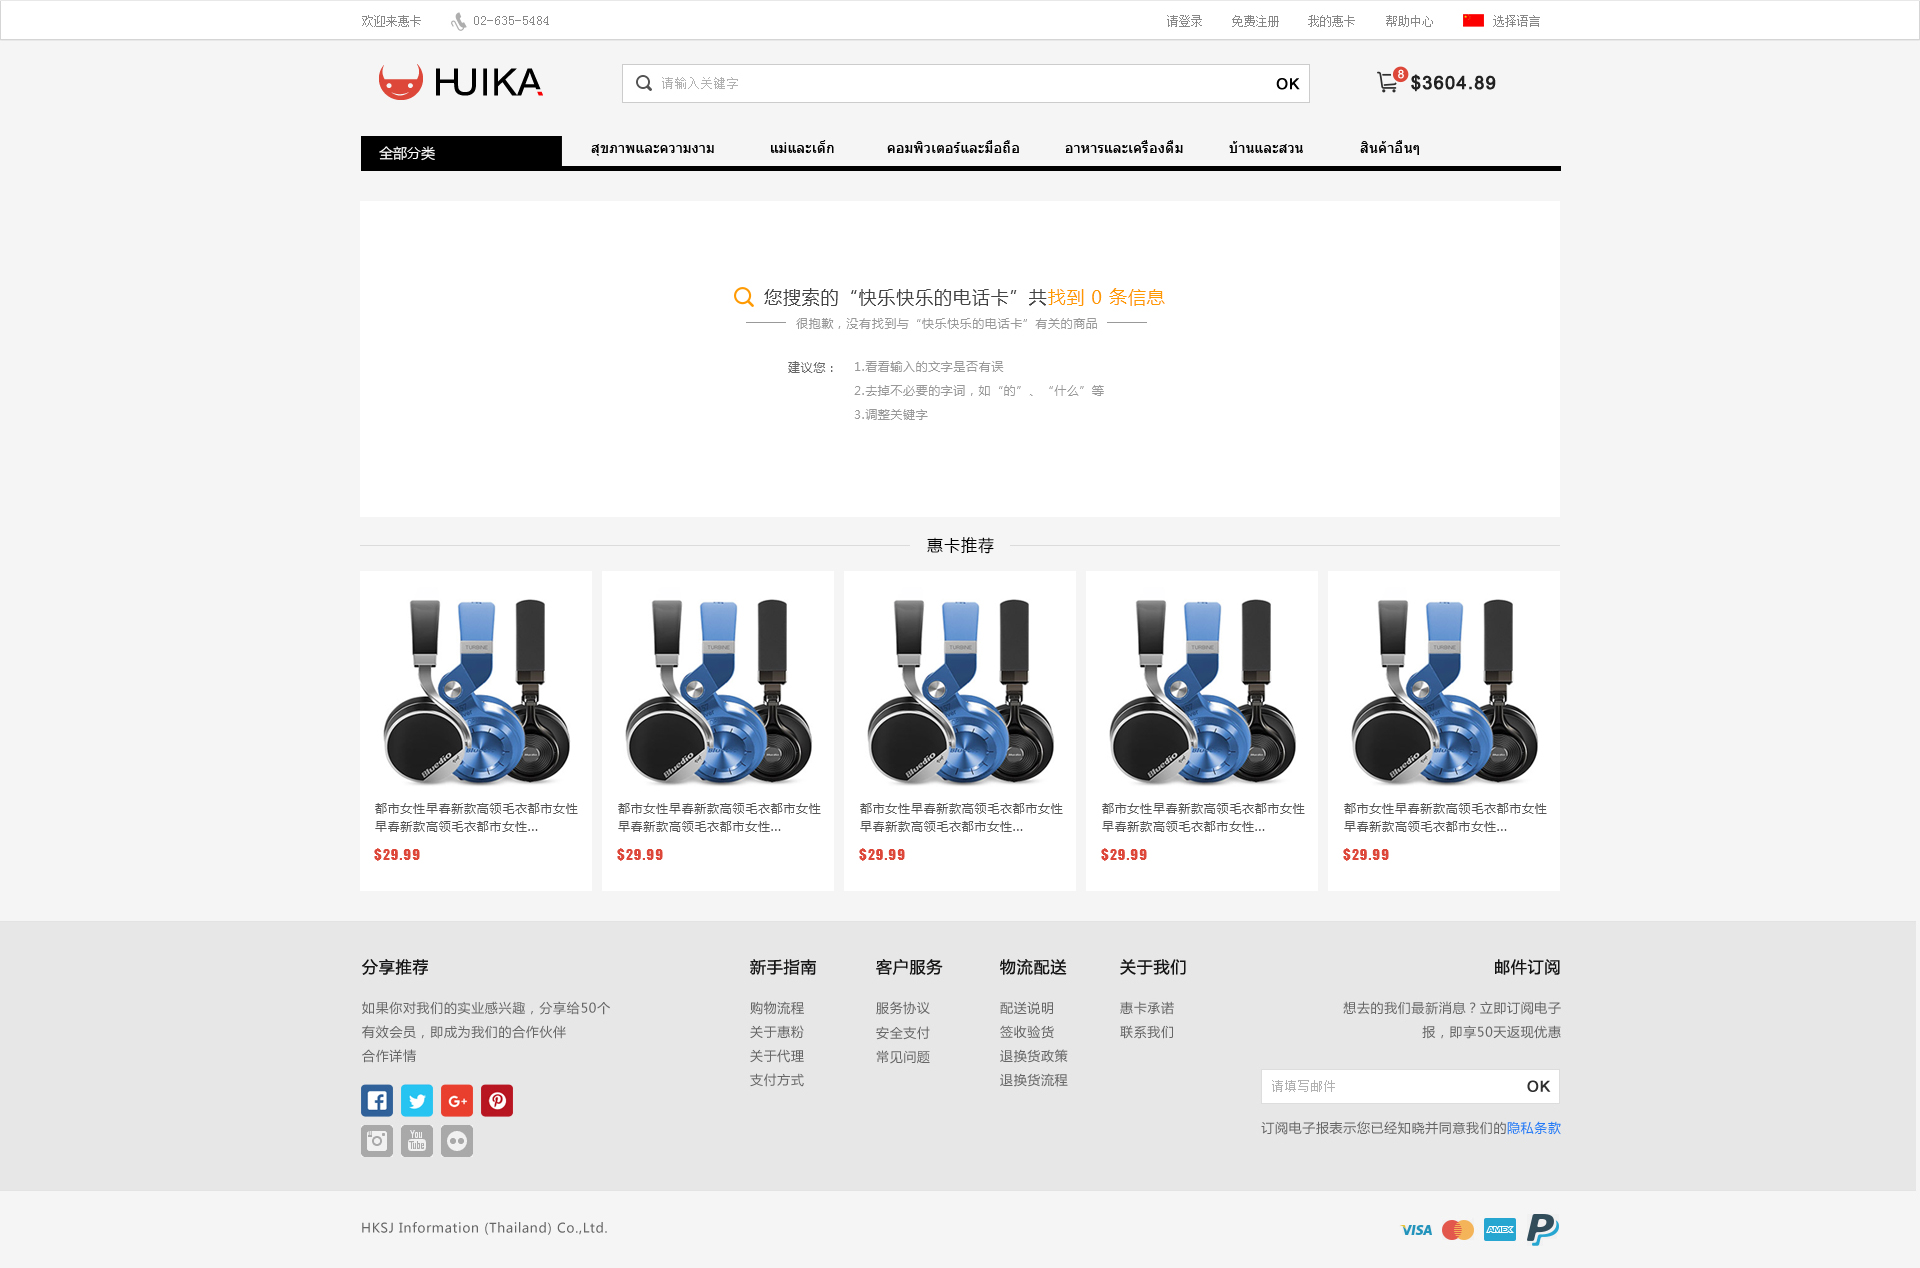 欢迎来惠卡 02-635-5484 请登录 免费注册 我的惠卡 帮助中心 选择语言
HUIKA 请输入关键字 OK 8 $3604.89
全部分类 สุขภาพและความงาม แม่และเด็ก คอมพิวเตอร์และมือถือ อาหารและเครื่องดื่ม บ้านและสวน สินค้าอื่นๆ
您搜索的“快乐快乐的电话卡”共找到 0 条信息
很抱歉，没有找到与“快乐快乐的电话卡”有关的商品
建议您： 1.看看输入的文字是否有误
2.去掉不必要的字词，如“的”、“什么”等
3.调整关键字
惠卡推荐
TURBINE TURBINE TURBINE TURBINE TURBINE
Bluedio Bluedio Bluedio Bluedio Bluedio
都市女性早春新款高领毛衣都市女性 都市女性早春新款高领毛衣都市女性 都市女性早春新款高领毛衣都市女性 都市女性早春新款高领毛衣都市女性 都市女性早春新款高领毛衣都市女性
早春新款高领毛衣都市女性... 早春新款高领毛衣都市女性... 早春新款高领毛衣都市女性... 早春新款高领毛衣都市女性... 早春新款高领毛衣都市女性...
$29.99 $29.99 $29.99 $29.99 $29.99
分享推荐
如果你对我们的实业感兴趣，分享给50个
有效会员，即成为我们的合作伙伴
合作详情
You
Tube
新手指南
购物流程
关于惠粉
关于代理
支付方式
客户服务
服务协议
安全支付
常见问题
物流配送
配送说明
签收验货
退换货政策
退换货流程
关于我们
惠卡承诺
联系我们
邮件订阅
想去的我们最新消息？立即订阅电子
报，即享50天返现优惠
请填写邮件 OK
订阅电子报表示您已经知晓并同意我们的隐私条款
HKSJ Information (Thailand) Co.,Ltd. VISA AMEX